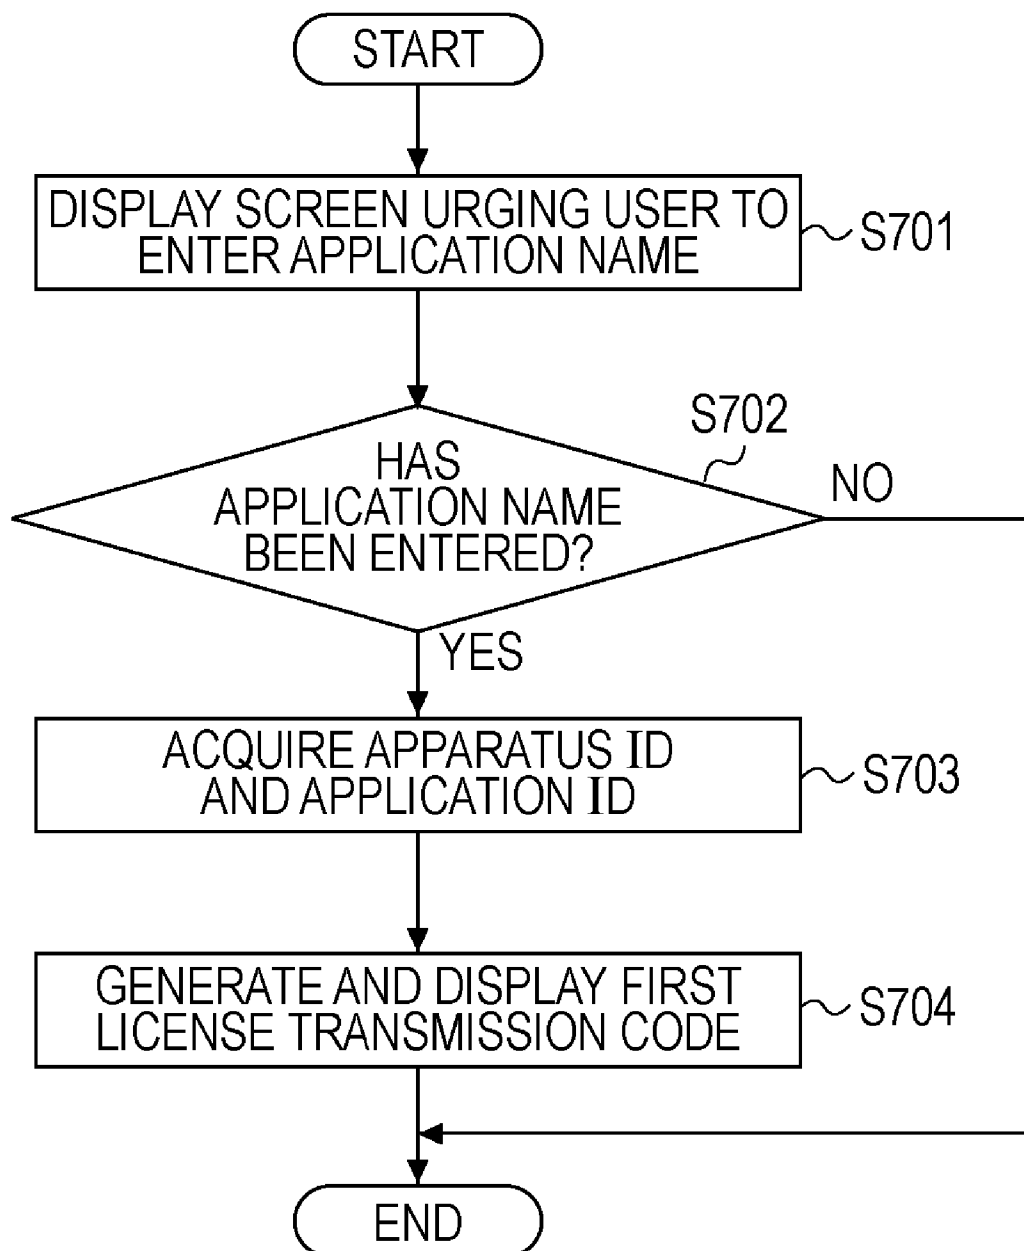 START
DISPLAY SCREEN URGING USER TO
ENTER APPLICATION NAME
S701
S702
HAS
APPLICATION NAME
BEEN ENTERED?
NO
YES
ACQUIRE APPARATUS ID
AND APPLICATION ID
S703
GENERATE AND DISPLAY FIRST
LICENSE TRANSMISSION CODE
S704
END